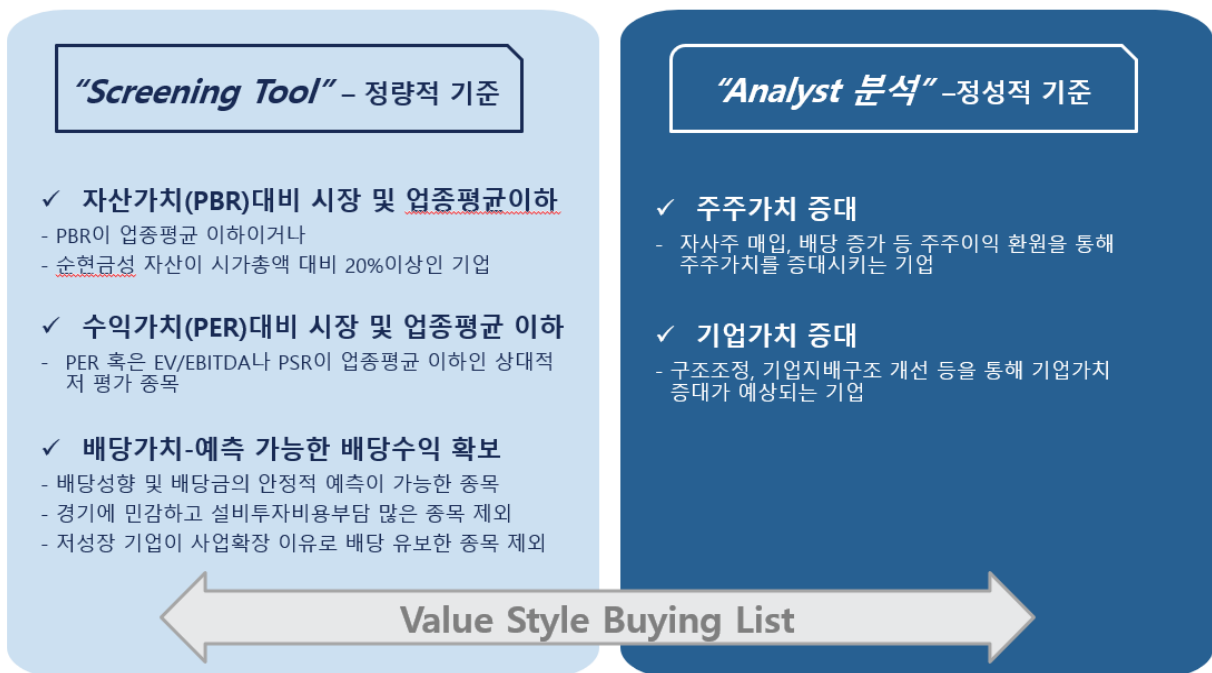 “Screening Tool” – 정량적 기준
✓ 자산가치(PBR)대비 시장 및 업종평균이하
- PBR이 업종평균 이하이거나
- 순현금성 자산이 시가총액 대비 20%이상인 기업
✓ 수익가치(PER)대비 시장 및 업종평균 이하
- PER 혹은 EV/EBITDA나 PSR이 업종평균 이하인 상대적
저 평가 종목
✓ 배당가치-예측 가능한 배당수익 확보
- 배당성향 및 배당금의 안정적 예측이 가능한 종목
- 경기에 민감하고 설비투자비용부담 많은 종목 제외
- 저성장 기업이 사업확장 이유로 배당 유보한 종목 제외
“Analyst 분석” –정성적 기준
✓ 주주가치 증대
- 자사주 매입, 배당 증가 등 주주이익 환원을 통해
주주가치를 증대시키는 기업
✓ 기업가치 증대
- 구조조정, 기업지배구조 개선 등을 통해 기업가치
증대가 예상되는 기업
Value Style Buying List